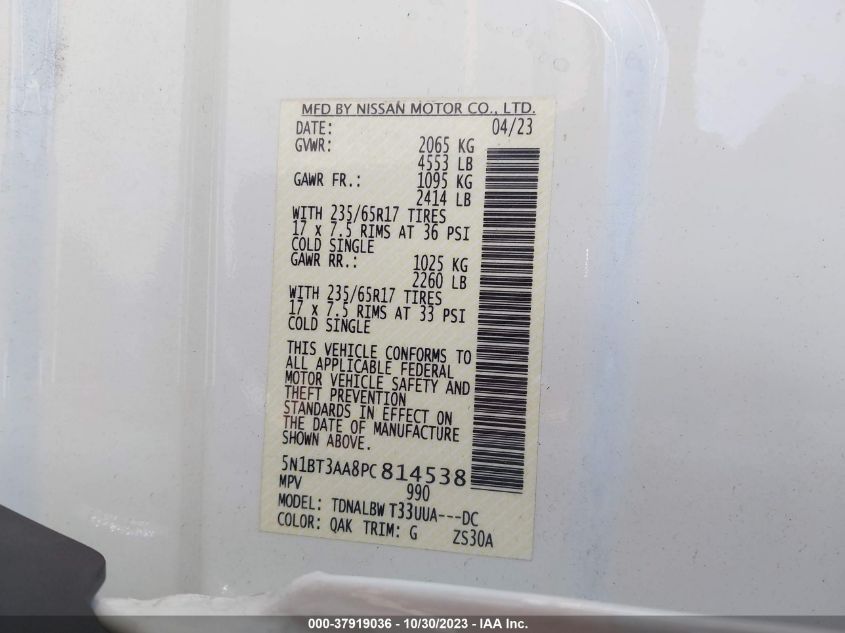 MFD BY NISSAN MOTOR CO., LTD.
DATE: 04/23
GVWR: 2065 KG
4553 LB
GAWR FR.: 1095 KG
2414 LB
WITH 235/65R17 TIRES
17 x 7.5 RIMS AT 36 PSI
COLD SINGLE
GAWR RR.: 1025 KG
2260 LB
WITH 235/65R17 TIRES
17 x 7.5 RIMS AT 33 PSI
COLD SINGLE
THIS VEHICLE CONFORMS TO
ALL APPLICABLE FEDERAL
MOTOR VEHICLE SAFETY AND
THEFT PREVENTION
STANDARDS IN EFFECT ON
THE DATE OF MANUFACTURE
SHOWN ABOVE.
5N1BT3AA8PC814538
MPV 990
MODEL: TDNALBW T33UUA---DC
COLOR: QAK TRIM: G ZS30A
000-37919036 - 10/30/2023 - IAA Inc.